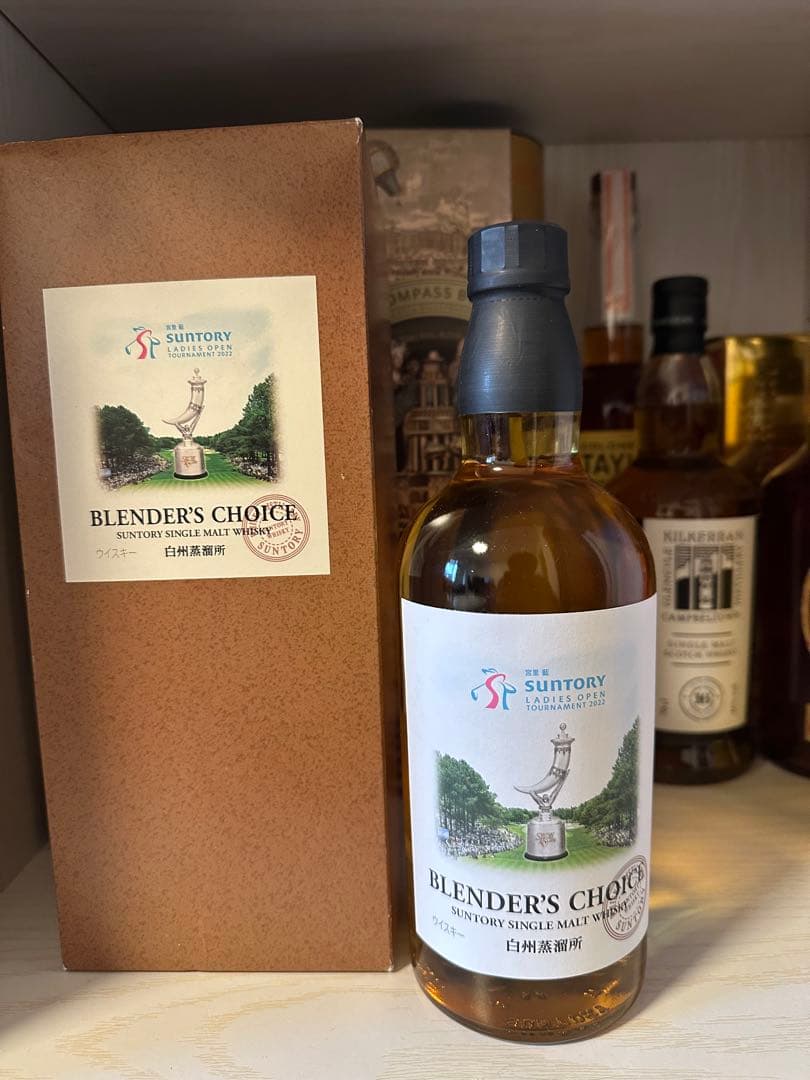 宮里 藍
SUNTORY
LADIES OPEN
TOURNAMENT 2022
BLENDER'S CHOICE
SUNTORY SINGLE MALT WHISKY
ウイスキー
白州蒸溜所
SUNTORY
宮里 藍
SUNTORY
LADIES OPEN
TOURNAMENT 2022
BLENDER'S CHOICE
SUNTORY SINGLE MALT WHISKY
ウイスキー
白州蒸溜所
SUNTORY
OMPASS B
TAY
KILKERRAN
CAMPBELTOWN
SINGLE MALT
SCOTCH WHISKY